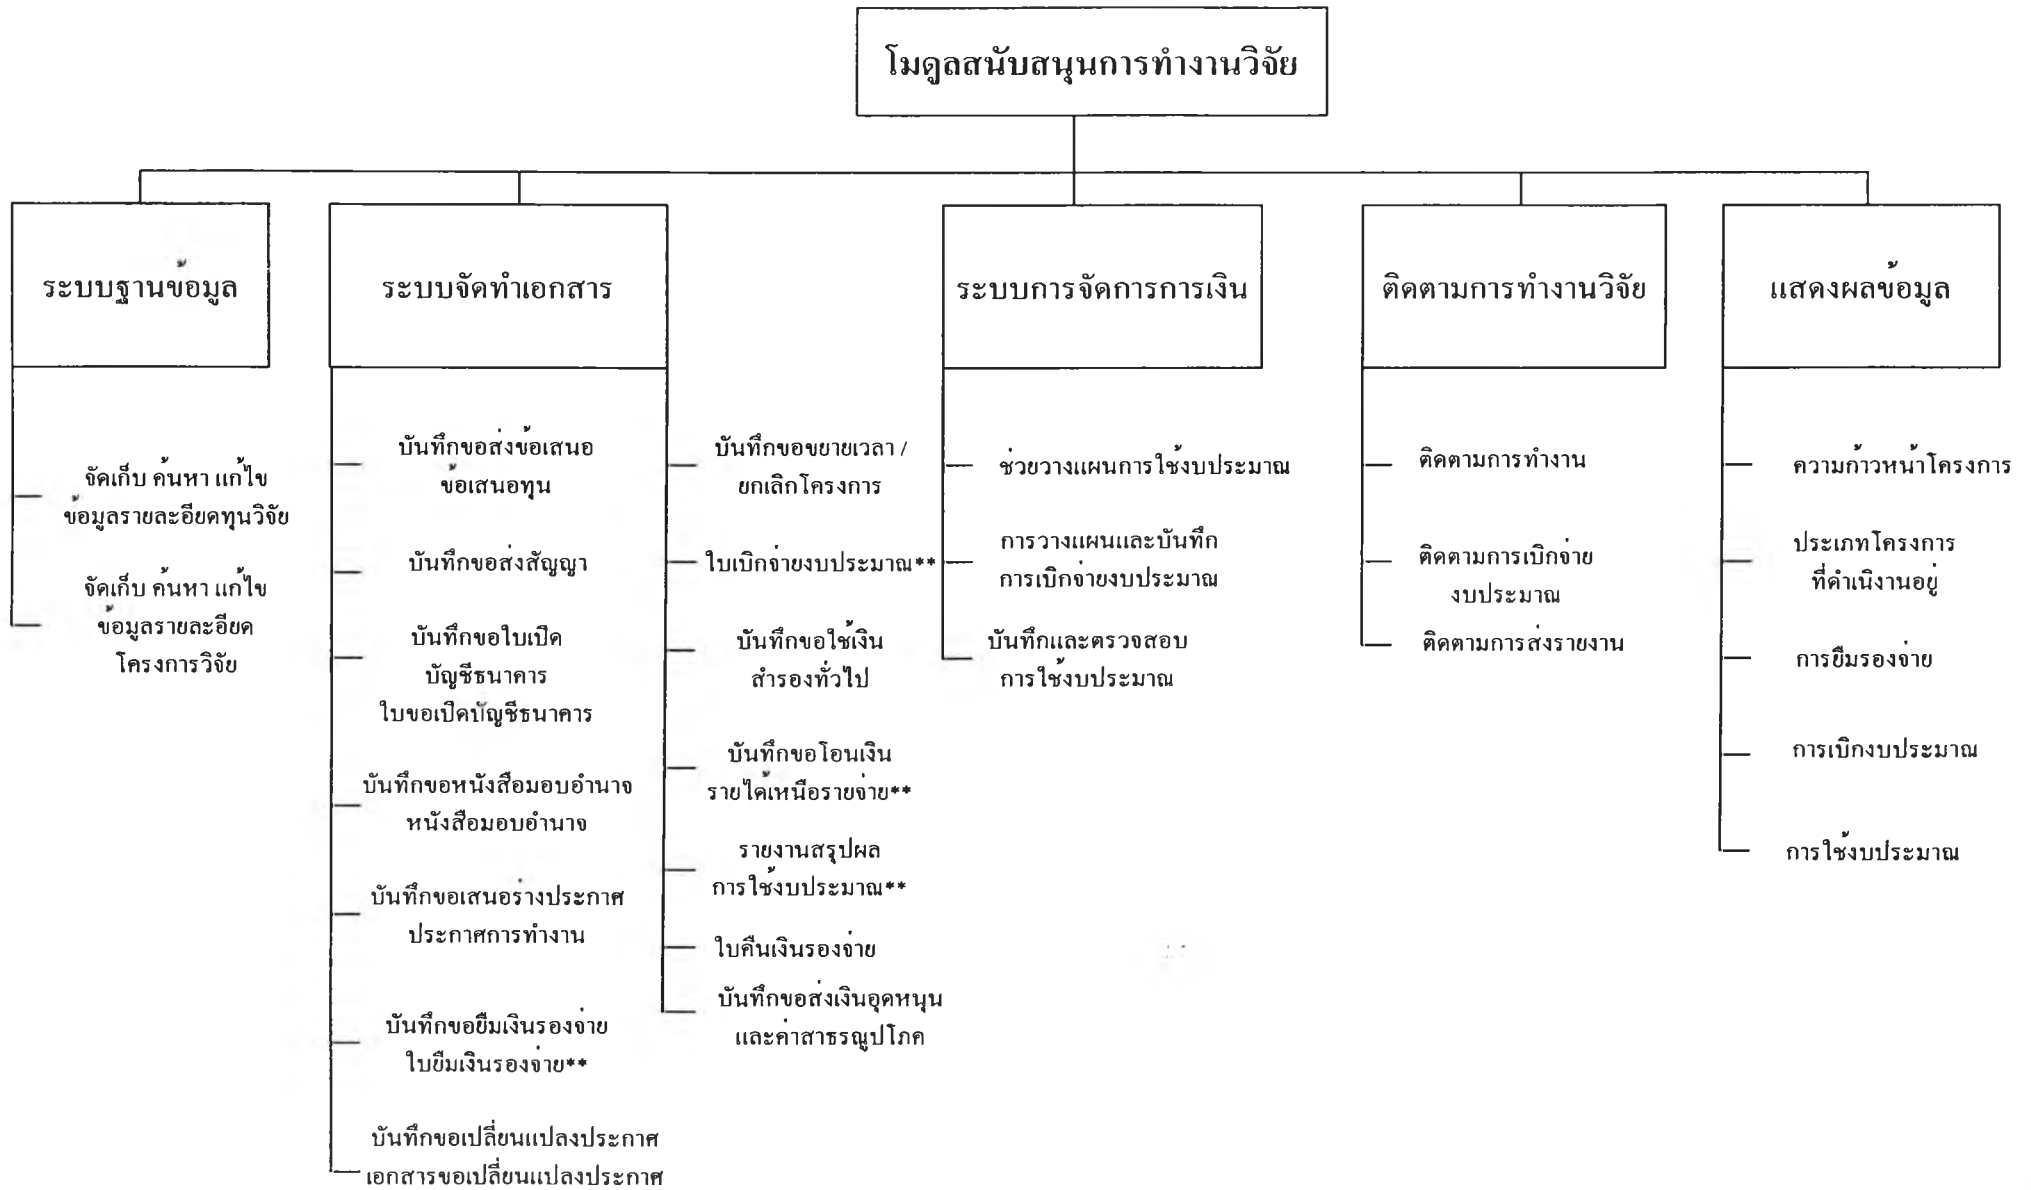 โมดูลสนับสนุนการทำงานวิจัย
ระบบฐานข้อมูล
จัดเก็บ ค้นหา แก้ไข
ข้อมูลรายละอียดทุนวิจัย
จัดเก็บ ค้นหา แก้ไข
ข้อมูลรายละอียด
โครงการวิจัย
ระบบจัดทำเอกสาร
บันทึกขอส่งข้อเสนอ
ข้อเสนอทุน
บันทึกขอส่งสัญญา
บันทึกขอใบเปิด
บัญชีธนาคาร
ใบขอเปิดบัญชีธนาคาร
บันทึกขอหนังสือมอบอำนาจ
หนังสือมอบอำนาจ
บันทึกขอเสนอร่างประกาศ
ประกาศการทำงาน
บันทึกขอยืมเงินรองจ่าย
ใบยืมเงินรองจ่าย**
บันทึกขอเปลี่ยนแปลงประกาศ
เอกสารขอเปลี่ยนแปลงประกาศ
บันทึกขอขยายเวลา /
ยกเลิกโครงการ
ใบเบิกจ่ายงบประมาณ**
บันทึกขอใช้เงิน
สำรองทั่วไป
บันทึกขอโอนเงิน
รายได้เหนือรายจ่าย**
รายงานสรุปผล
การใช้งบประมาณ**
ใบคืนเงินรองจ่าย
บันทึกขอส่งเงินอุดหนุน
และค่าสาธรณูปโภค
ระบบการจัดการการเงิน
ช่วยวางแผนการใช้งบประมาณ
การวางแผนและบันทึก
การเบิกจ่ายงบประมาณ
บันทึกและตรวจสอบ
การใช้งบประมาณ
ติดตามการทำงานวิจัย
ติดตามการทำงาน
ติดตามการเบิกจ่าย
งบประมาณ
ติดตามการส่งรายงาน
แสดงผลข้อมูล
ความก้าวหน้าโครงการ
ประเภทโครงการ
ที่ดำเนิงานอยู่
การยืมรองจ่าย
การเบิกงบประมาณ
การใช้งบประมาณ